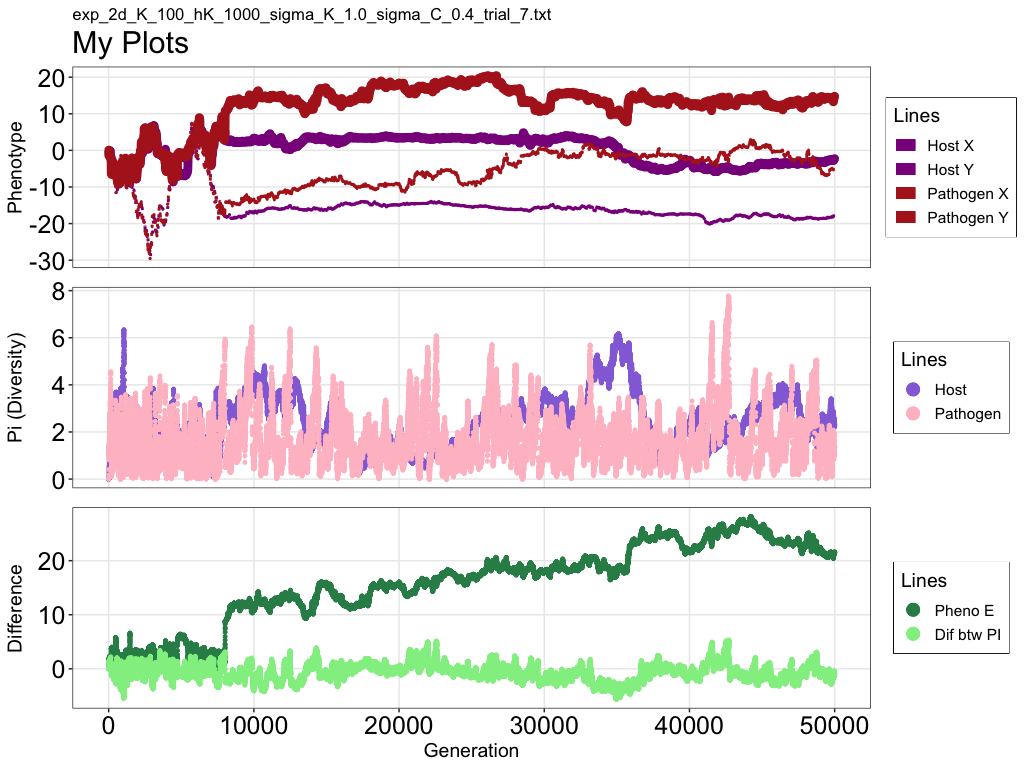 exp_2d_K_100_hK_1000_sigma_K_1.0_sigma_C_0.4_trial_7.txt
My Plots
Phenotype
20
10
0
-10
-20
-30
Lines
Host X
Host Y
Pathogen X
Pathogen Y
Pi (Diversity)
8
6
4
2
0
Lines
Host
Pathogen
Difference
20
10
0
Lines
Pheno E
Dif btw PI
0 10000 20000 30000 40000 50000
Generation